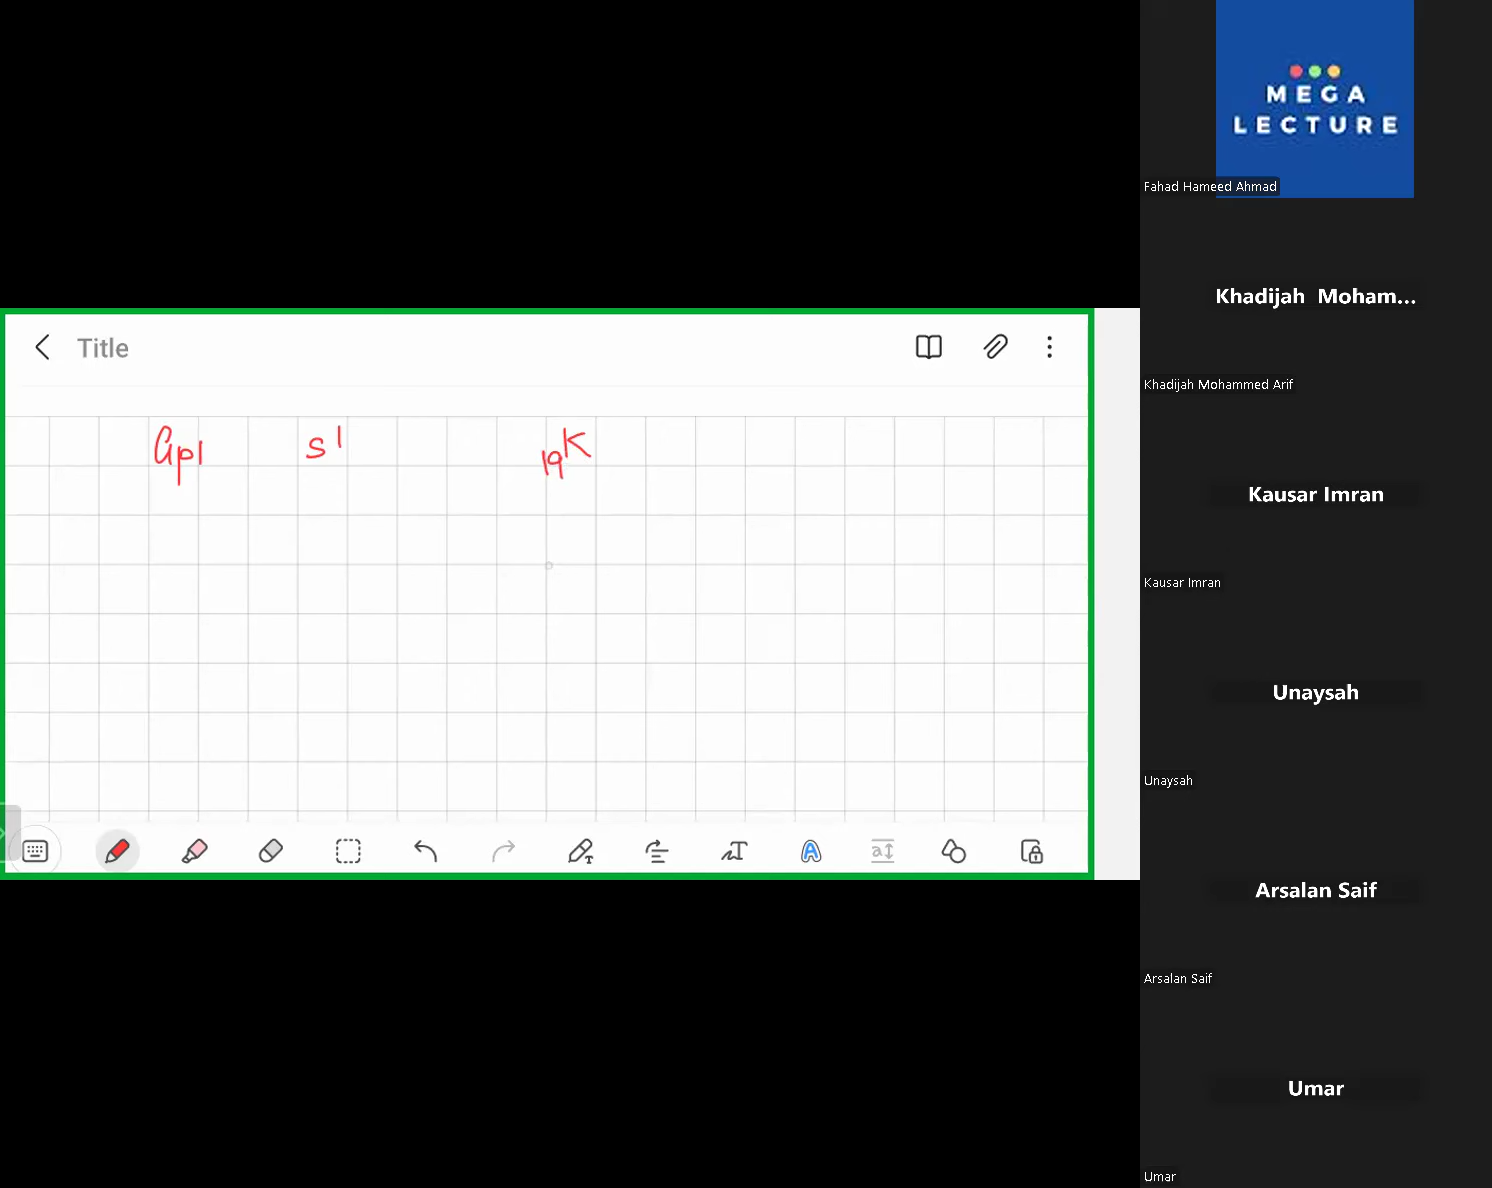 MEGA
LECTURE
Fahad Hameed Ahmad
Khadijah Moham...
Khadijah Mohammed Arif
Kausar Imran
Kausar Imran
Unaysah
Unaysah
Arsalan Saif
Arsalan Saif
Umar
Umar
Title
Gp1 s1 19K